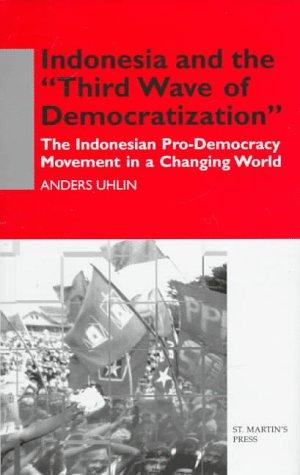 Indonesia and the
“Third Wave of
Democratization”
The Indonesian Pro-Democracy
Movement in a Changing World
ANDERS UHLIN
PPP
ST. MARTIN'S
PRESS